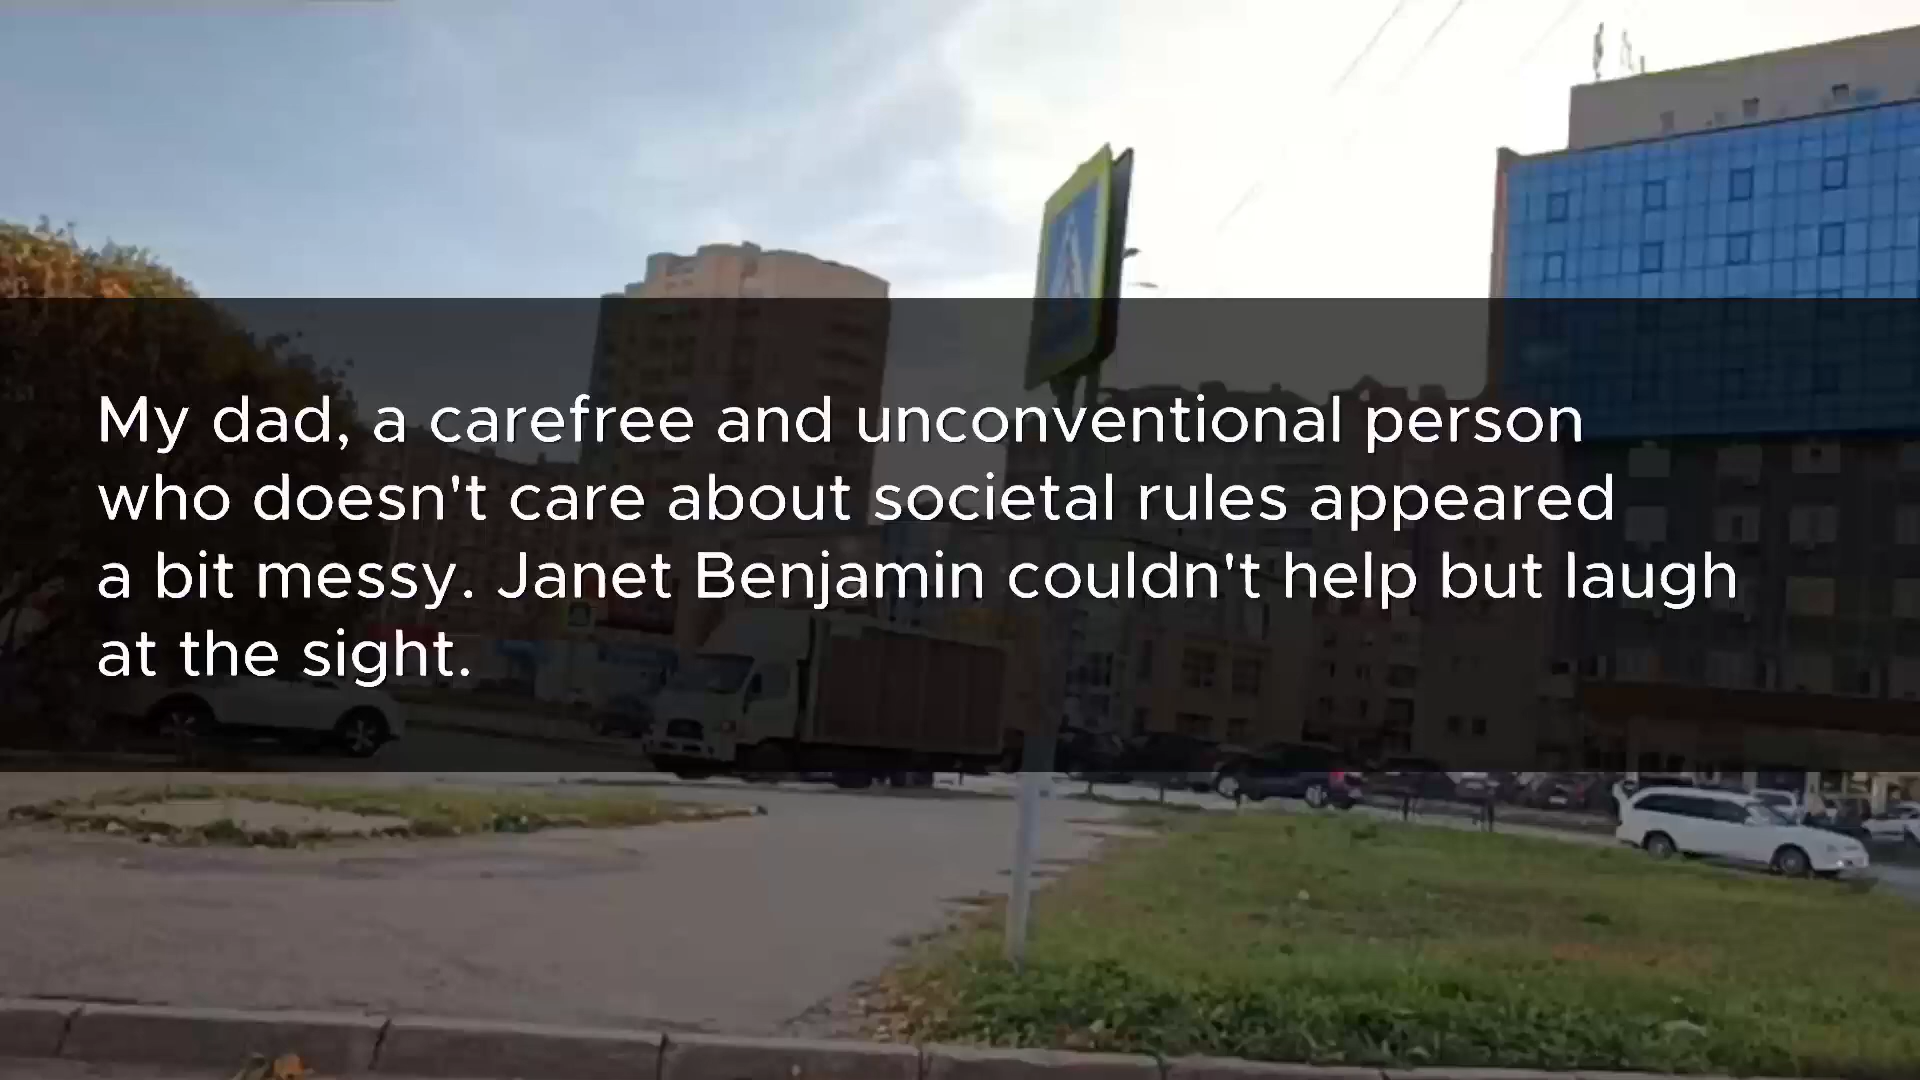 My dad, a carefree and unconventional person
who doesn't care about societal rules appeared
a bit messy. Janet Benjamin couldn't help but laugh
at the sight.